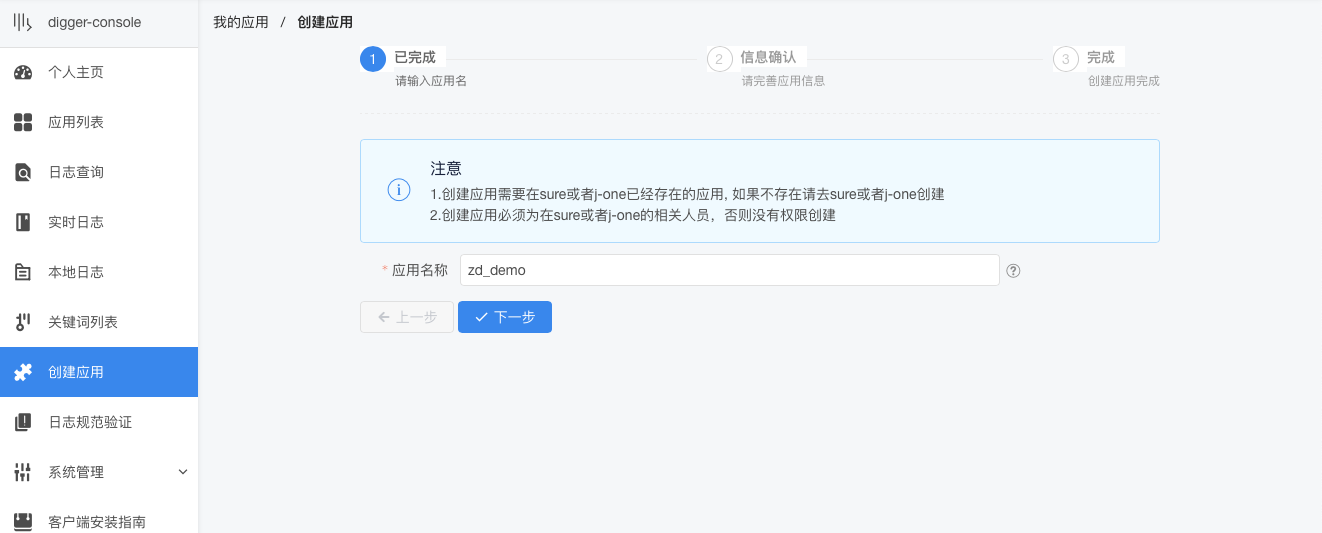 digger-console
个人主页
应用列表
日志查询
实时日志
本地日志
关键词列表
创建应用
日志规范验证
系统管理
客户端安装指南
我的应用 / 创建应用
1 已完成
请输入应用名
2 信息确认
请完善应用信息
3 完成
创建应用完成
注意
1.创建应用需要在sure或者j-one已经存在的应用, 如果不存在请去sure或者j-one创建
2.创建应用必须为在sure或者j-one的相关人员，否则没有权限创建
* 应用名称 zd_demo ?
上一步 下一步